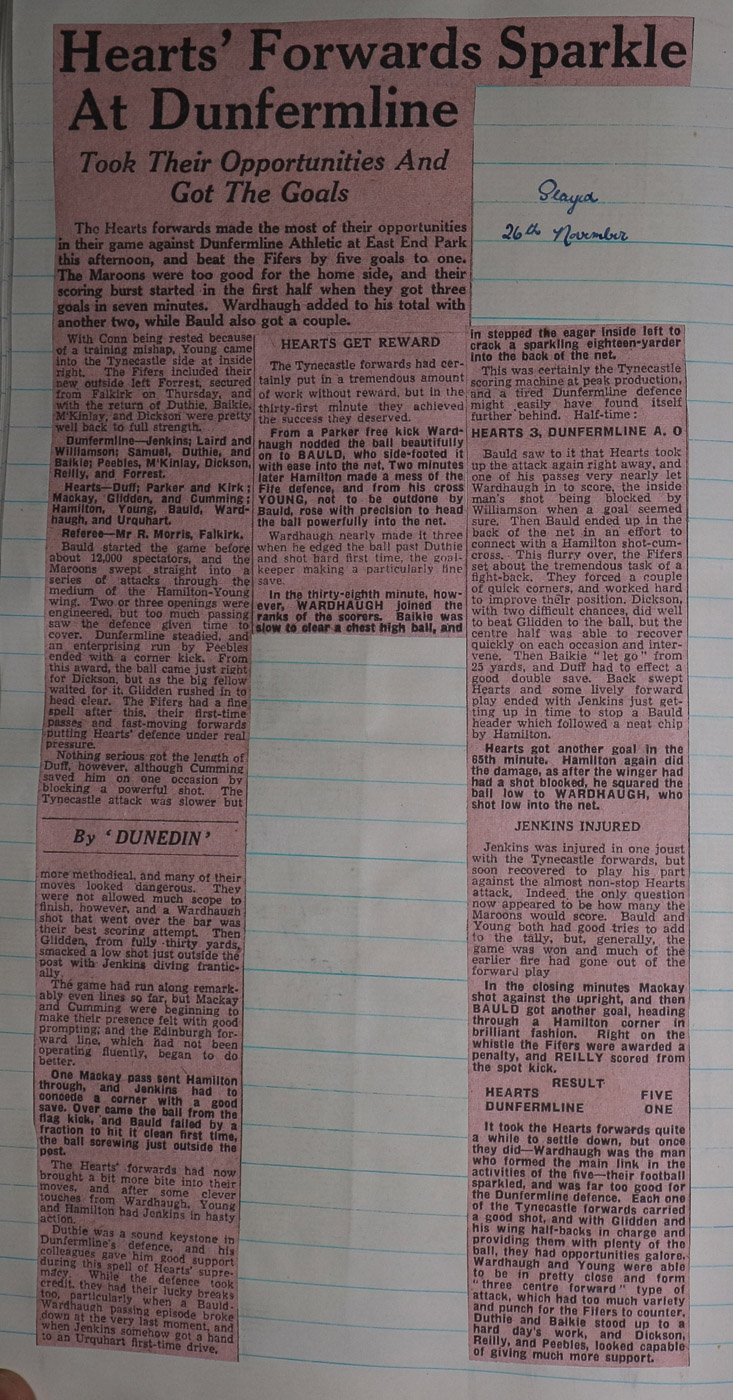 Hearts' Forwards Sparkle
At Dunfermline
Took Their Opportunities And
Got The Goals
Played
26th November
The Hearts forwards made the most of their opportunities
in their game against Dunfermline Athletic at East End Park
this afternoon, and beat the Fifers by five goals to one.
The Maroons were too good for the home side, and their
scoring burst started in the first half when they got three
goals in seven minutes. Wardhaugh added to his total with
another two, while Bauld also got a couple.
With Conn being rested because
of a training mishap, Young came
into the Tynecastle side at inside
right. The Fifers included their
new outside left Forrest, secured
from Falkirk on Thursday, and
with the return of Duthie, Baikie,
M'Kinlay, and Dickson were pretty
well back to full strength.
Dunfermline—Jenkins; Laird and
Williamson; Samuel, Duthie, and
Baikie; Peebles, M'Kinlay, Dickson,
Reilly, and Forrest.
Hearts—Duff; Parker and Kirk;
Mackay, Glidden, and Cumming;
Hamilton, Young, Bauld, Ward-
haugh, and Urquhart.
Referee—Mr R. Morris, Falkirk.
Bauld started the game before
about 12,000 spectators, and the
Maroons swept straight into a
series of attacks through the
medium of the Hamilton-Young
wing. Two or three openings were
engineered, but too much passing
saw the defence given time to
cover. Dunfermline steadied, and
an enterprising run by Peebles
ended with a corner kick. From
this award, the ball came just right
for Dickson, but as the big fellow
waited for it, Glidden rushed in to
head clear. The Fifers had a fine
spell after this, their first-time
passes and fast-moving forwards
putting Hearts' defence under real
pressure.
Nothing serious got the length of
Duff, however, although Cumming
saved him on one occasion by
blocking a powerful shot. The
Tynecastle attack was slower but
By 'DUNEDIN'
more methodical, and many of their
moves looked dangerous. They
were not allowed much scope to
finish, however, and a Wardhaugh
shot that went over the bar was
their best scoring attempt. Then
Glidden, from fully thirty yards,
smacked a low shot just outside the
post with Jenkins diving frantic-
ally.
The game had run along remark-
ably even lines so far, but Mackay
and Cumming were beginning to
make their presence felt with good
prompting; and the Edinburgh for-
ward line, which had not been
operating fluently, began to do
better.
One Mackay pass sent Hamilton
through, and Jenkins had to
concede a corner with a good
save. Over came the ball from the
flag kick, and Bauld failed by a
fraction to hit it clean first time,
the ball screwing just outside the
post.
The Hearts' forwards had now
brought a bit more bite into their
moves, and after some clever
touches from Wardhaugh, Young
and Hamilton had Jenkins in hasty
action.
Duthie was a sound keystone in
Dunfermline's defence, and his
colleagues gave him good support
during this spell of Hearts' supre-
macy. While the defence took
credit, they had their lucky breaks
too, particularly when a Bauld-
Wardhaugh passing episode broke
down at the very last moment, and
when Jenkins somehow got a hand
to an Urquhart first-time drive.
HEARTS GET REWARD
The Tynecastle forwards had cer-
tainly put in a tremendous amount
of work without reward, but in the
thirty-first minute they achieved
the success they deserved.
From a Parker free kick Ward-
haugh nodded the ball beautifully
on to BAULD, who side-footed it
with ease into the net. Two minutes
later Hamilton made a mess of the
Fife defence, and from his cross
YOUNG, not to be outdone by
Bauld, rose with precision to head
the ball powerfully into the net.
Wardhaugh nearly made it three
when he edged the ball past Duthie
and shot hard first time, the goal-
keeper making a particularly fine
save.
In the thirty-eighth minute, how-
ever, WARDHAUGH joined the
ranks of the scorers. Baikie was
slow to clear a chest high ball, and
in stepped the eager inside left to
crack a sparkling eighteen-yarder
into the back of the net.
This was certainly the Tynecastle
scoring machine at peak production,
and a tired Dunfermline defence
might easily have found itself
further behind. Half-time:
HEARTS 3, DUNFERMLINE A. 0
Bauld saw to it that Hearts took
up the attack again right away, and
one of his passes very nearly let
Wardhaugh in to score, the inside
man's shot being blocked by
Williamson when a goal seemed
sure. Then Bauld ended up in the
back of the net in an effort to
connect with a Hamilton shot-cum-
cross. This flurry over, the Fifers
set about the tremendous task of a
fight-back. They forced a couple
of quick corners, and worked hard
to improve their position. Dickson,
with two difficult chances, did well
to beat Glidden to the ball, but the
centre half was able to recover
quickly on each occasion and inter-
vene. Then Baikie "let go" from
25 yards, and Duff had to effect a
good double save. Back swept
Hearts and some lively forward
play ended with Jenkins just get-
ting up in time to stop a Bauld
header which followed a neat chip
by Hamilton.
Hearts got another goal in the
65th minute. Hamilton again did
the damage, as after the winger had
had a shot blocked, he squared the
ball low to WARDHAUGH, who
shot low into the net.
JENKINS INJURED
Jenkins was injured in one joust
with the Tynecastle forwards, but
soon recovered to play his part
against the almost non-stop Hearts
attack. Indeed, the only question
now appeared to be how many the
Maroons would score. Bauld and
Young both had good tries to add
to the tally, but, generally, the
game was won and much of the
earlier fire had gone out of the
forward play
In the closing minutes Mackay
shot against the upright, and then
BAULD got another goal, heading
through a Hamilton corner in
brilliant fashion. Right on the
whistle the Fifers were awarded a
penalty, and REILLY scored from
the spot kick.
RESULT
HEARTS FIVE
DUNFERMLINE ONE
It took the Hearts forwards quite
a while to settle down, but once
they did—Wardhaugh was the man
who formed the main link in the
activities of the five—their football
sparkled, and was far too good for
the Dunfermline defence. Each one
of the Tynecastle forwards carried
a good shot, and with Glidden and
his wing half-backs in charge and
providing them with plenty of the
ball, they had opportunities galore.
Wardhaugh and Young were able
to be in pretty close and form
"three centre forward" type of
attack, which had too much variety
and punch for the Fifers to counter.
Duthie and Baikie stood up to a
hard day's work, and Dickson,
Reilly, and Peebles, looked capable
of giving much more support.